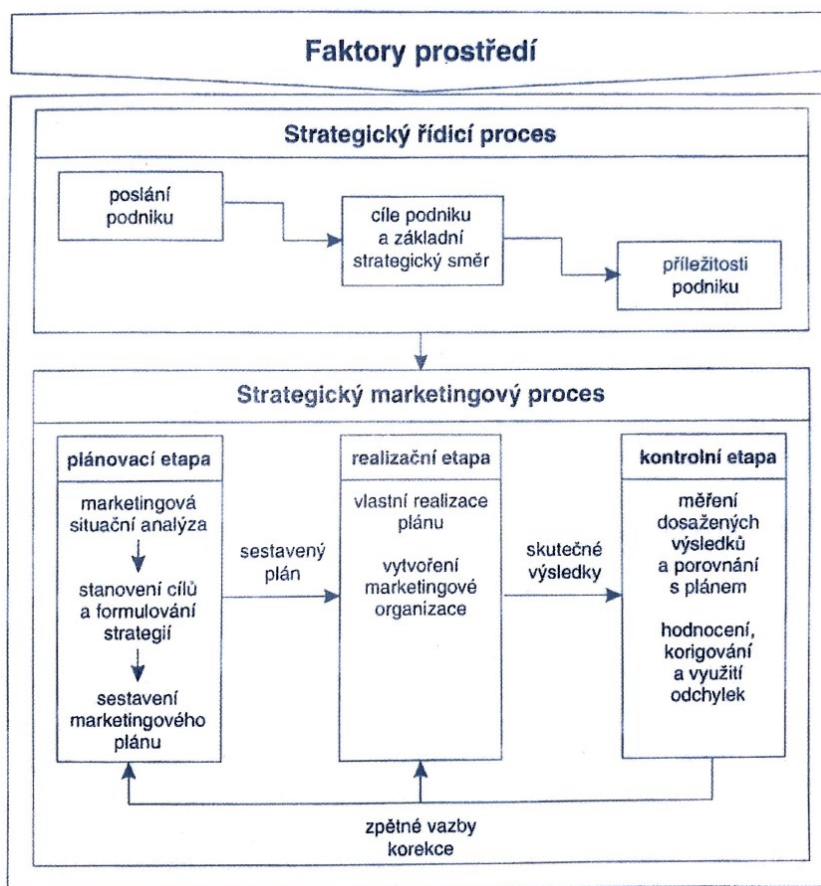 Faktory prostředí
Strategický řídicí proces
poslání
podniku
cíle podniku
a základní
strategický směr
příležitosti
podniku
Strategický marketingový proces
plánovací etapa
marketingová
situační analýza
stanovení cílů
a formulování
strategií
sestavení
marketingového
plánu
sestavený
plán
realizační etapa
vlastní realizace
plánu
vytvoření
marketingové
organizace
skutečné
výsledky
kontrolní etapa
měření
dosažených
výsledků
a porovnání
s plánem
hodnocení,
korigování
a využití
odchylek
zpětné vazby
korekce